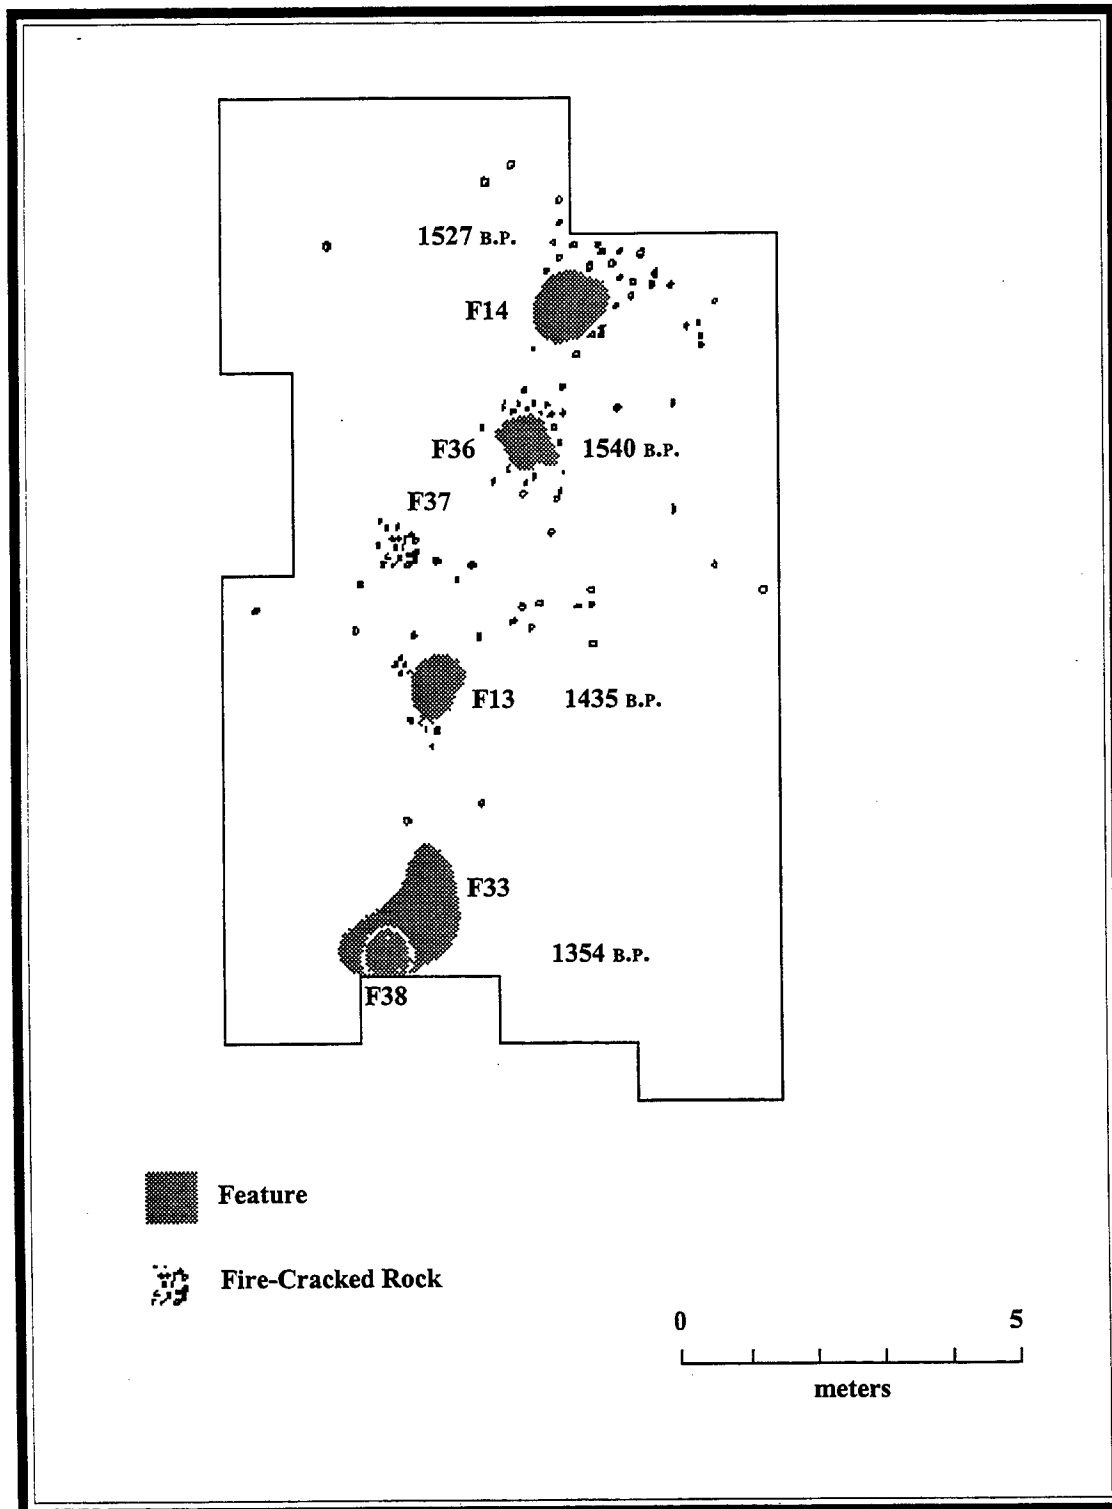 1527 B.P.
F14
F36
1540 B.P.
F37
F13
1435 B.P.
F33
1354 B.P.
F38
Feature
Fire-Cracked Rock
0 5
meters